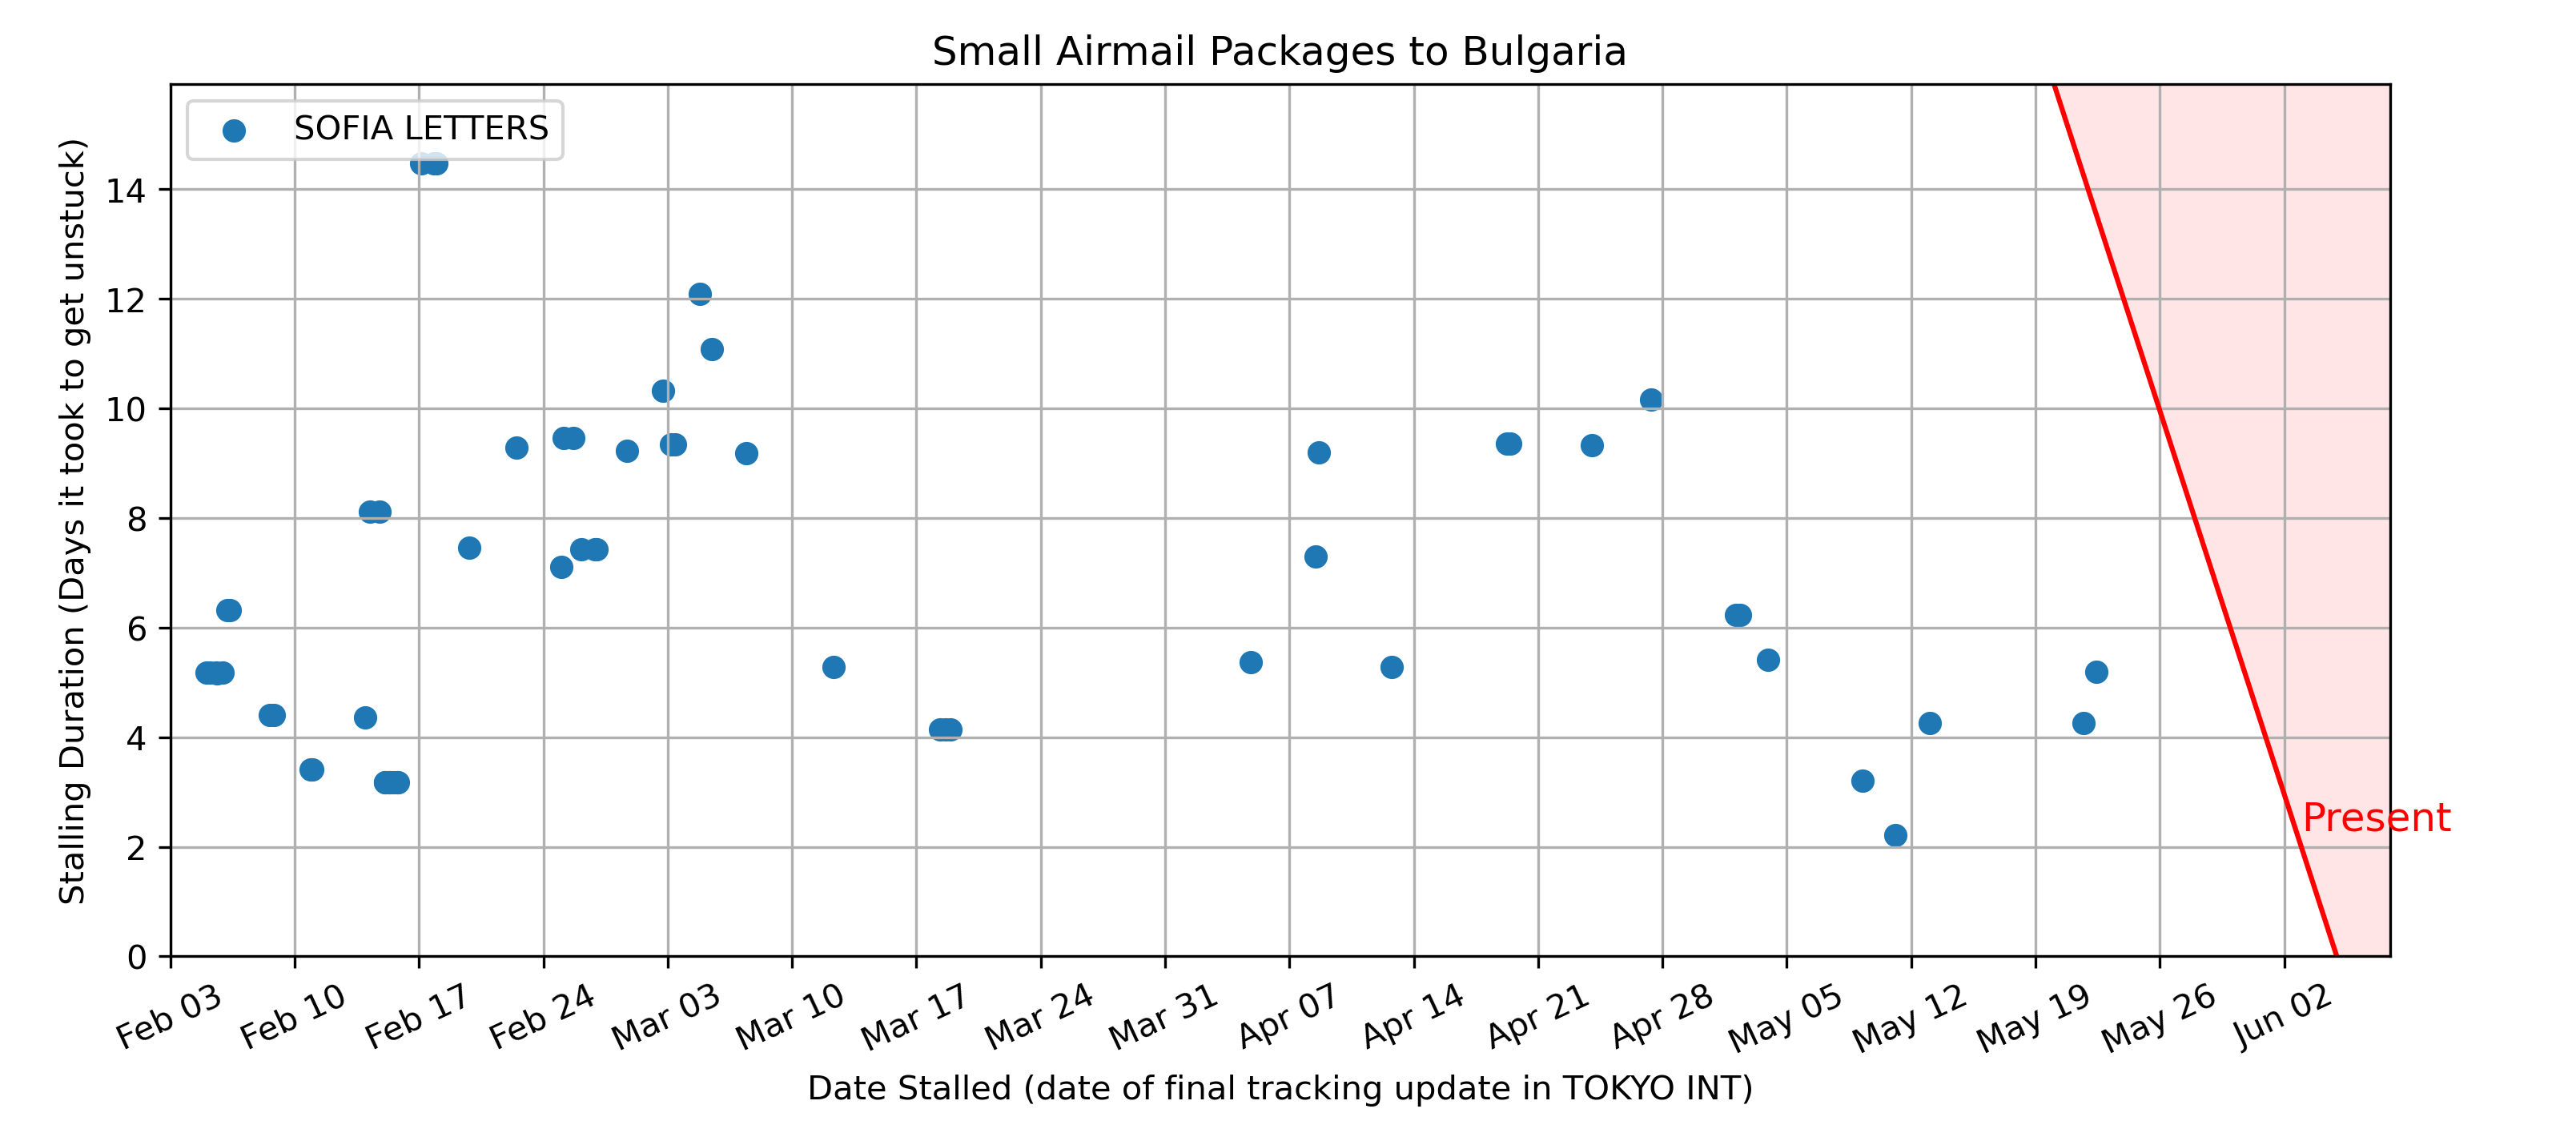 Small Airmail Packages to Bulgaria
SOFIA LETTERS
Stalling Duration (Days it took to get unstuck)
14
12
10
8
6
4
2
0
Present
Feb 03
Feb 10
Feb 17
Feb 24
Mar 03
Mar 10
Mar 17
Mar 24
Mar 31
Apr 07
Apr 14
Apr 21
Apr 28
May 05
May 12
May 19
May 26
Jun 02
Date Stalled (date of final tracking update in TOKYO INT)